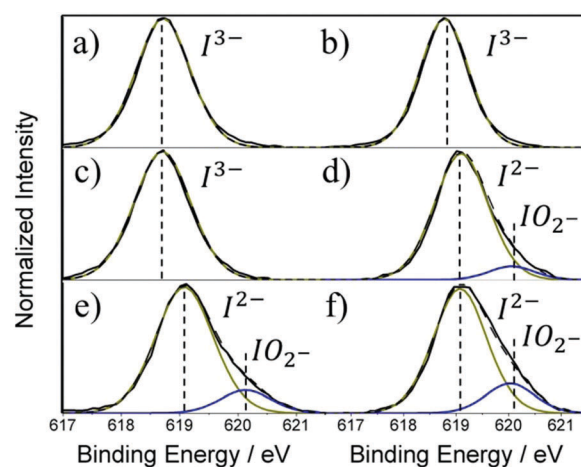 a) I³⁻ b) I³⁻
c) I³⁻ d) I²⁻
IO₂₋
e) I²⁻ f) I²⁻
IO₂₋ IO₂₋
Normalized Intensity
617 618 619 620 617 618 619 620 621
Binding Energy / eV Binding Energy / eV